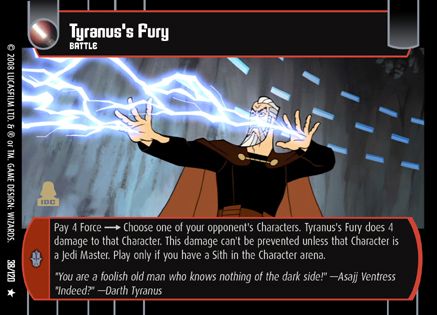 Tyranus's Fury
BATTLE
© 2008 LUCASFILM LTD. & ® or TM. GAME DESIGN: WIZARDS.
IDC
Pay 4 Force → Choose one of your opponent's Characters. Tyranus's Fury does 4
damage to that Character. This damage can't be prevented unless that Character is
a Jedi Master. Play only if you have a Sith in the Character arena.
"You are a foolish old man who knows nothing of the dark side!" —Asajj Ventress
"Indeed?" —Darth Tyranus